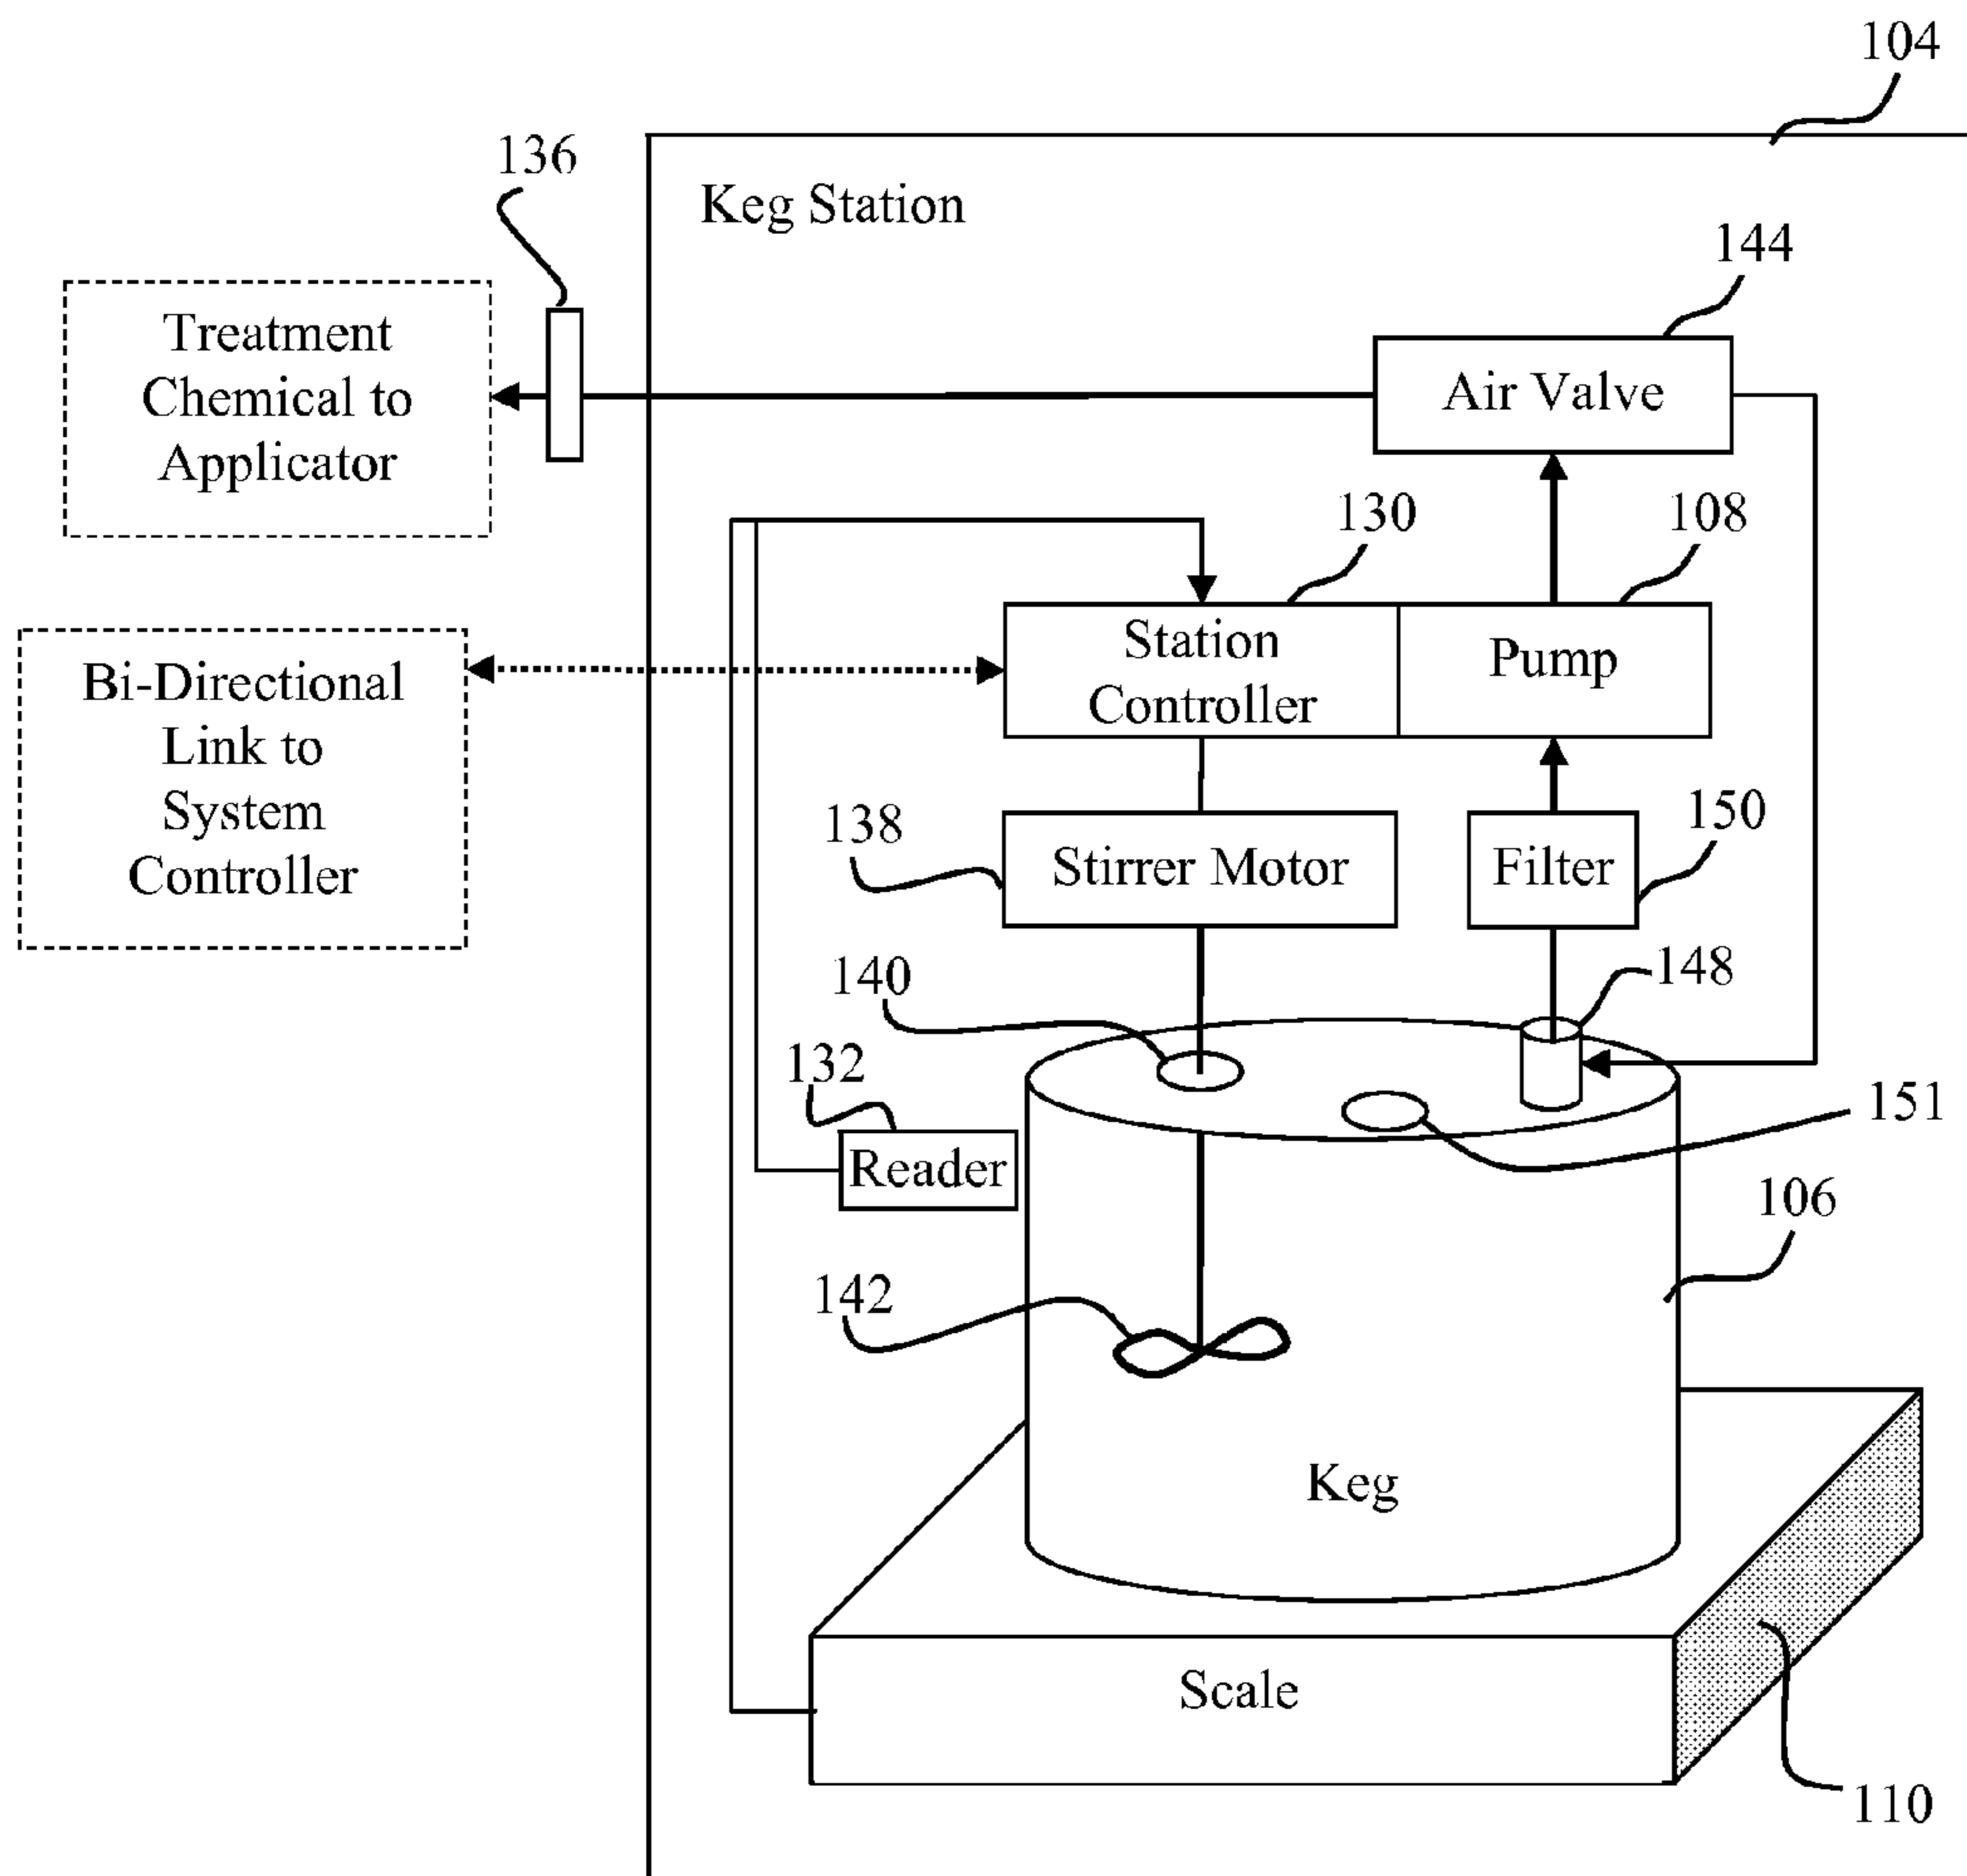 104
136
Keg Station
144
Treatment
Chemical to
Applicator
Air Valve
130
108
Station
Controller
Pump
Bi-Directional
Link to
System
Controller
138
Stirrer Motor
150
Filter
140
148
132
Reader
151
106
142
Keg
Scale
110